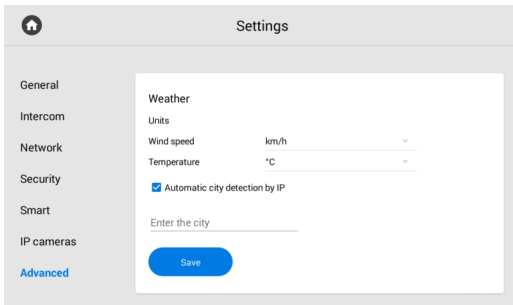 Settings
General
Intercom
Network
Security
Smart
IP cameras
Advanced
Weather
Units
Wind speed km/h
Temperature °C
Automatic city detection by IP
Enter the city
Save